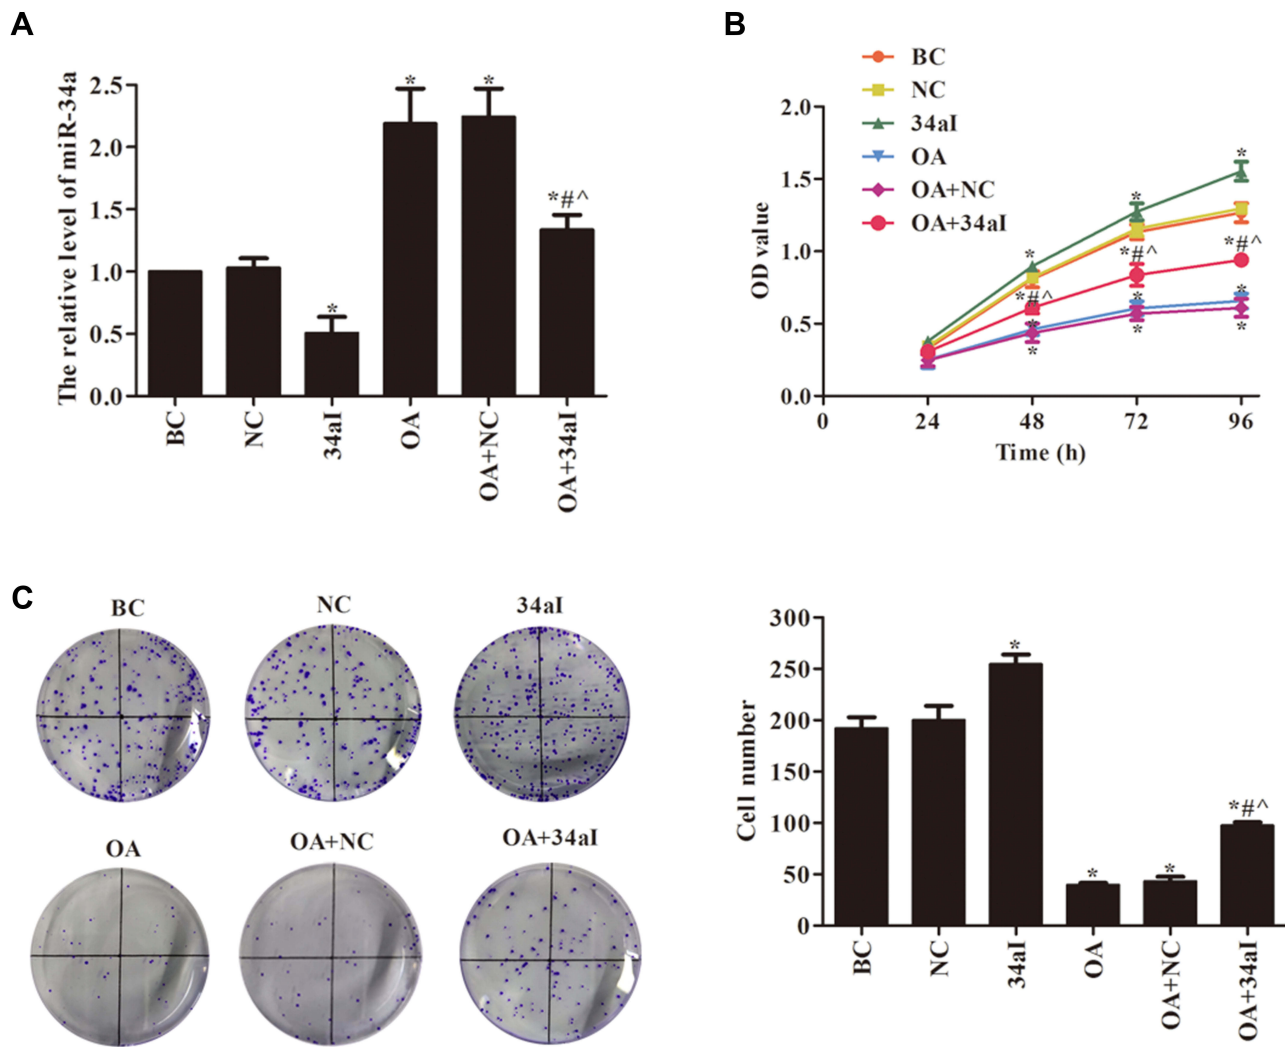 A
The relative level of miR-34a
2.5
2.0
1.5
1.0
0.5
0.0
*
*
*
*#^
BC
NC
34aI
OA
OA+NC
OA+34aI
B
BC
NC
34aI
OA
OA+NC
OA+34aI
OD value
2.0
1.5
1.0
0.5
0.0
*
*
*
*#^
*#^
*#^
*
*
*
*
*
*
0
24
48
72
96
Time (h)
C
BC
NC
34aI
OA
OA+NC
OA+34aI
Cell number
300
250
200
150
100
50
0
*
*
*
*#^
BC
NC
34aI
OA
OA+NC
OA+34aI